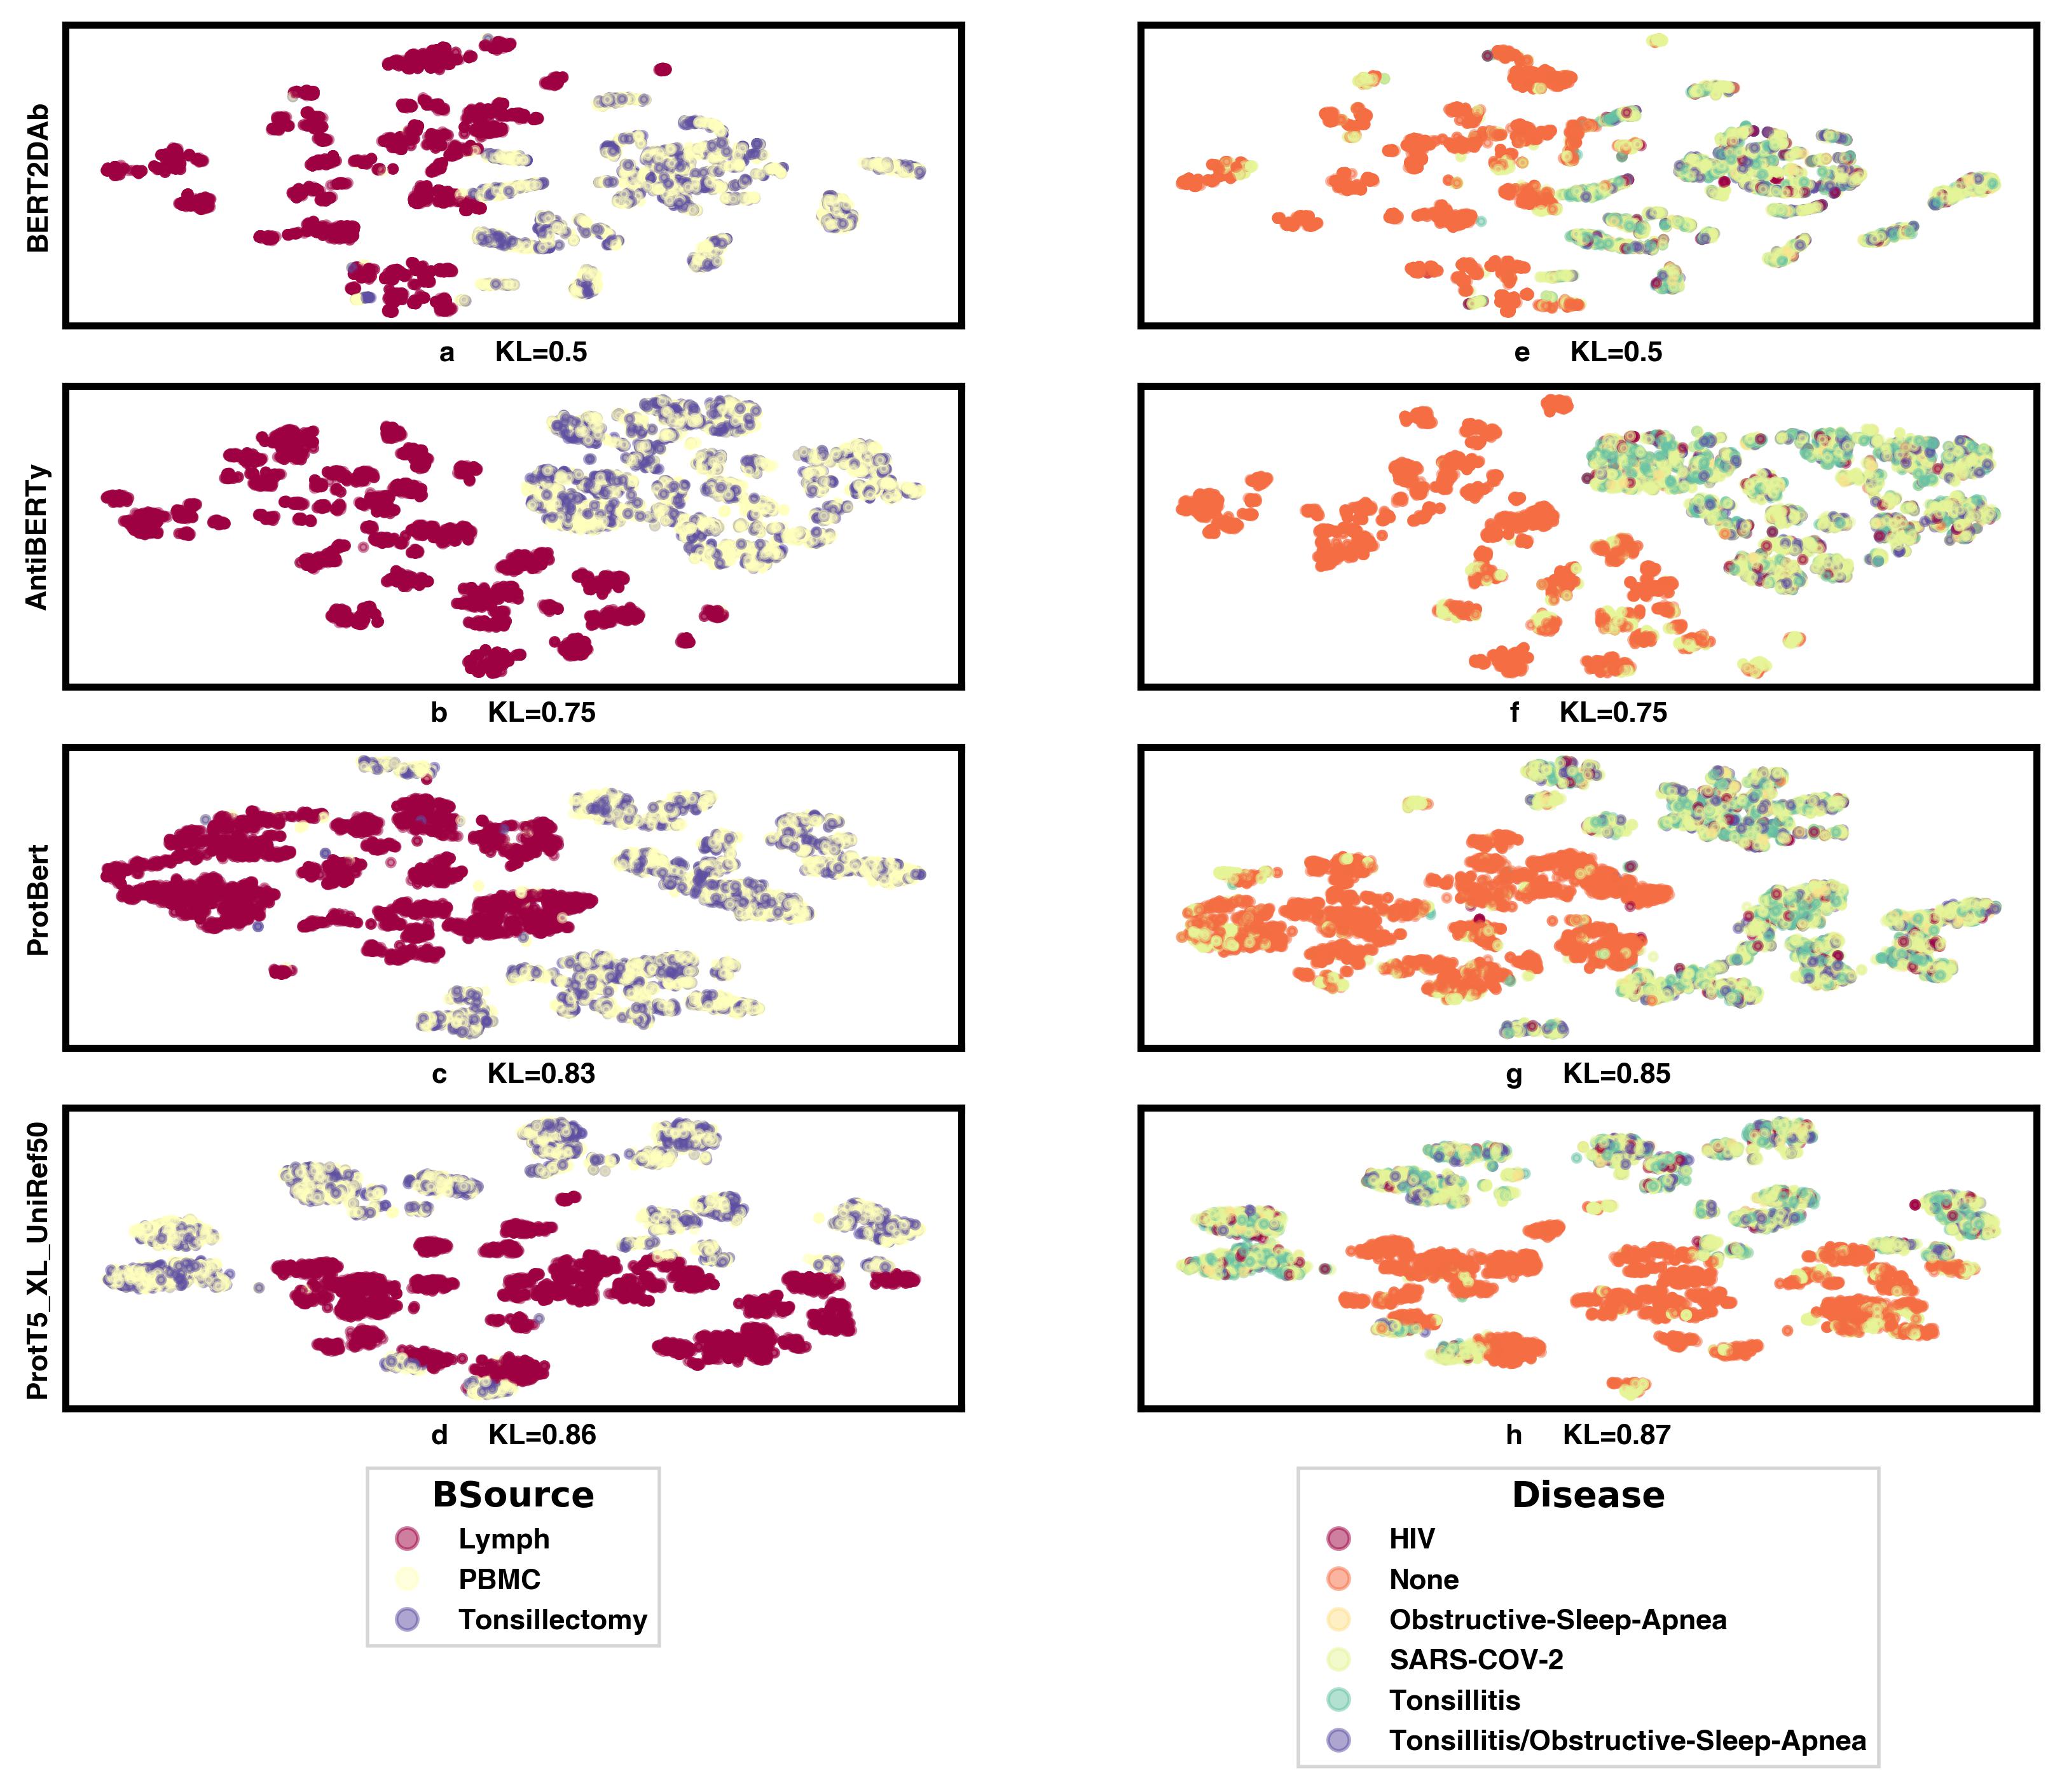 BERT2DAb
a KL=0.5
e KL=0.5
AntiBERTy
b KL=0.75
f KL=0.75
ProtBert
c KL=0.83
g KL=0.85
ProtT5_XL_UniRef50
d KL=0.86
h KL=0.87
BSource
Lymph
PBMC
Tonsillectomy
Disease
HIV
None
Obstructive-Sleep-Apnea
SARS-COV-2
Tonsillitis
Tonsillitis/Obstructive-Sleep-Apnea